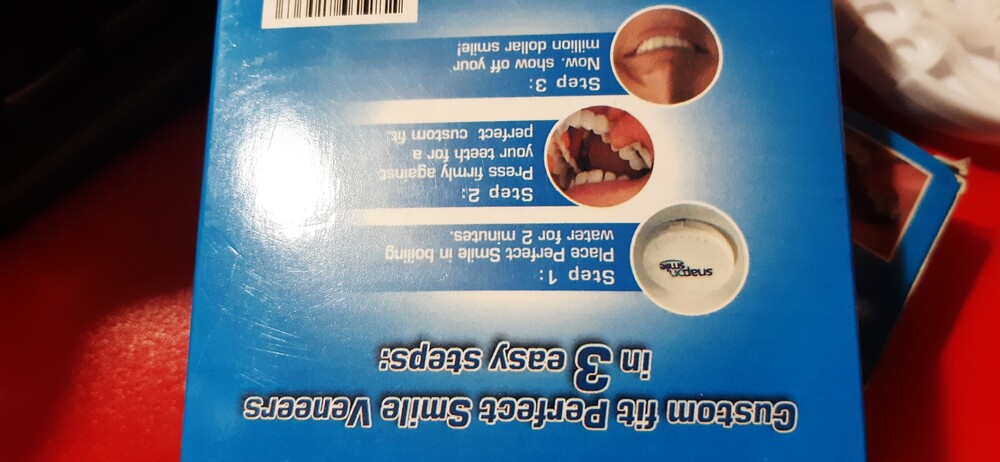 Custom fit Perfect Smile Veneers
in 3 easy steps:
snapon
smile
Step 1:
Place Perfect Smile in boiling
water for 2 minutes.
Step 2:
Press firmly against
your teeth for a
perfect custom fit.
Step 3:
Now. show off your
million dollar smile!